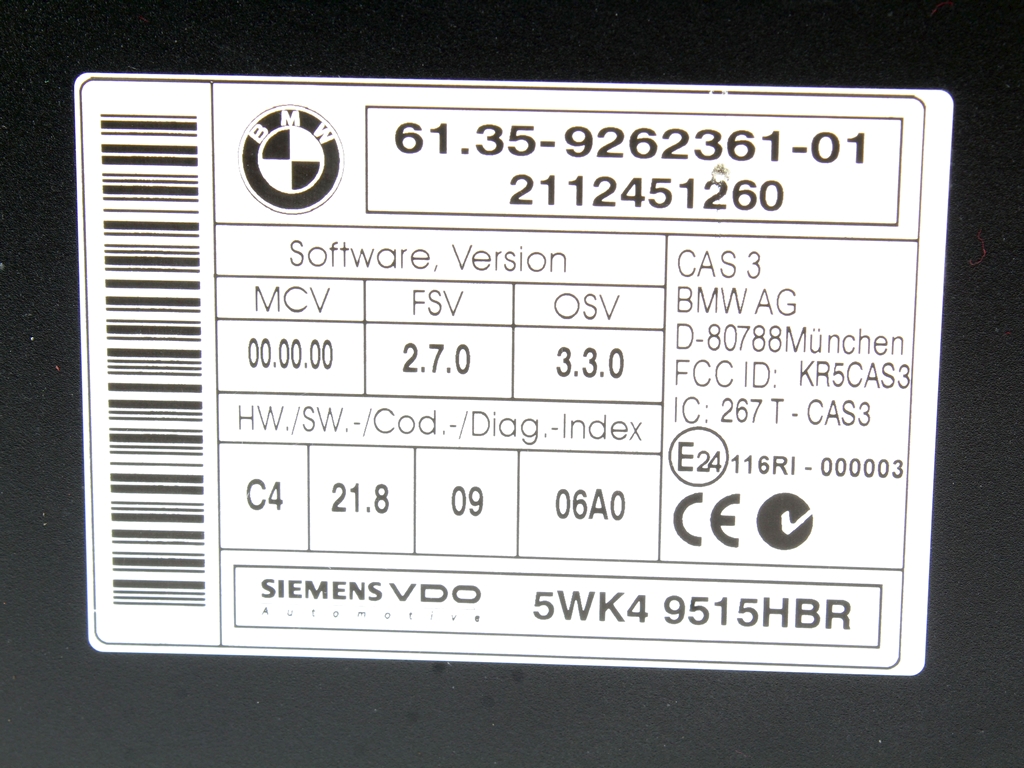 BMW
61.35-9262361-01
2112451260
Software, Version
MCV FSV OSV
00.00.00 2.7.0 3.3.0
HW./SW.-/Cod.-/Diag.-Index
C4 21.8 09 06A0
CAS 3
BMW AG
D-80788München
FCC ID: KR5CAS3
IC: 267 T - CAS3
E24 116RI - 000003
CE
SIEMENS VDO
Automotive
5WK4 9515HBR